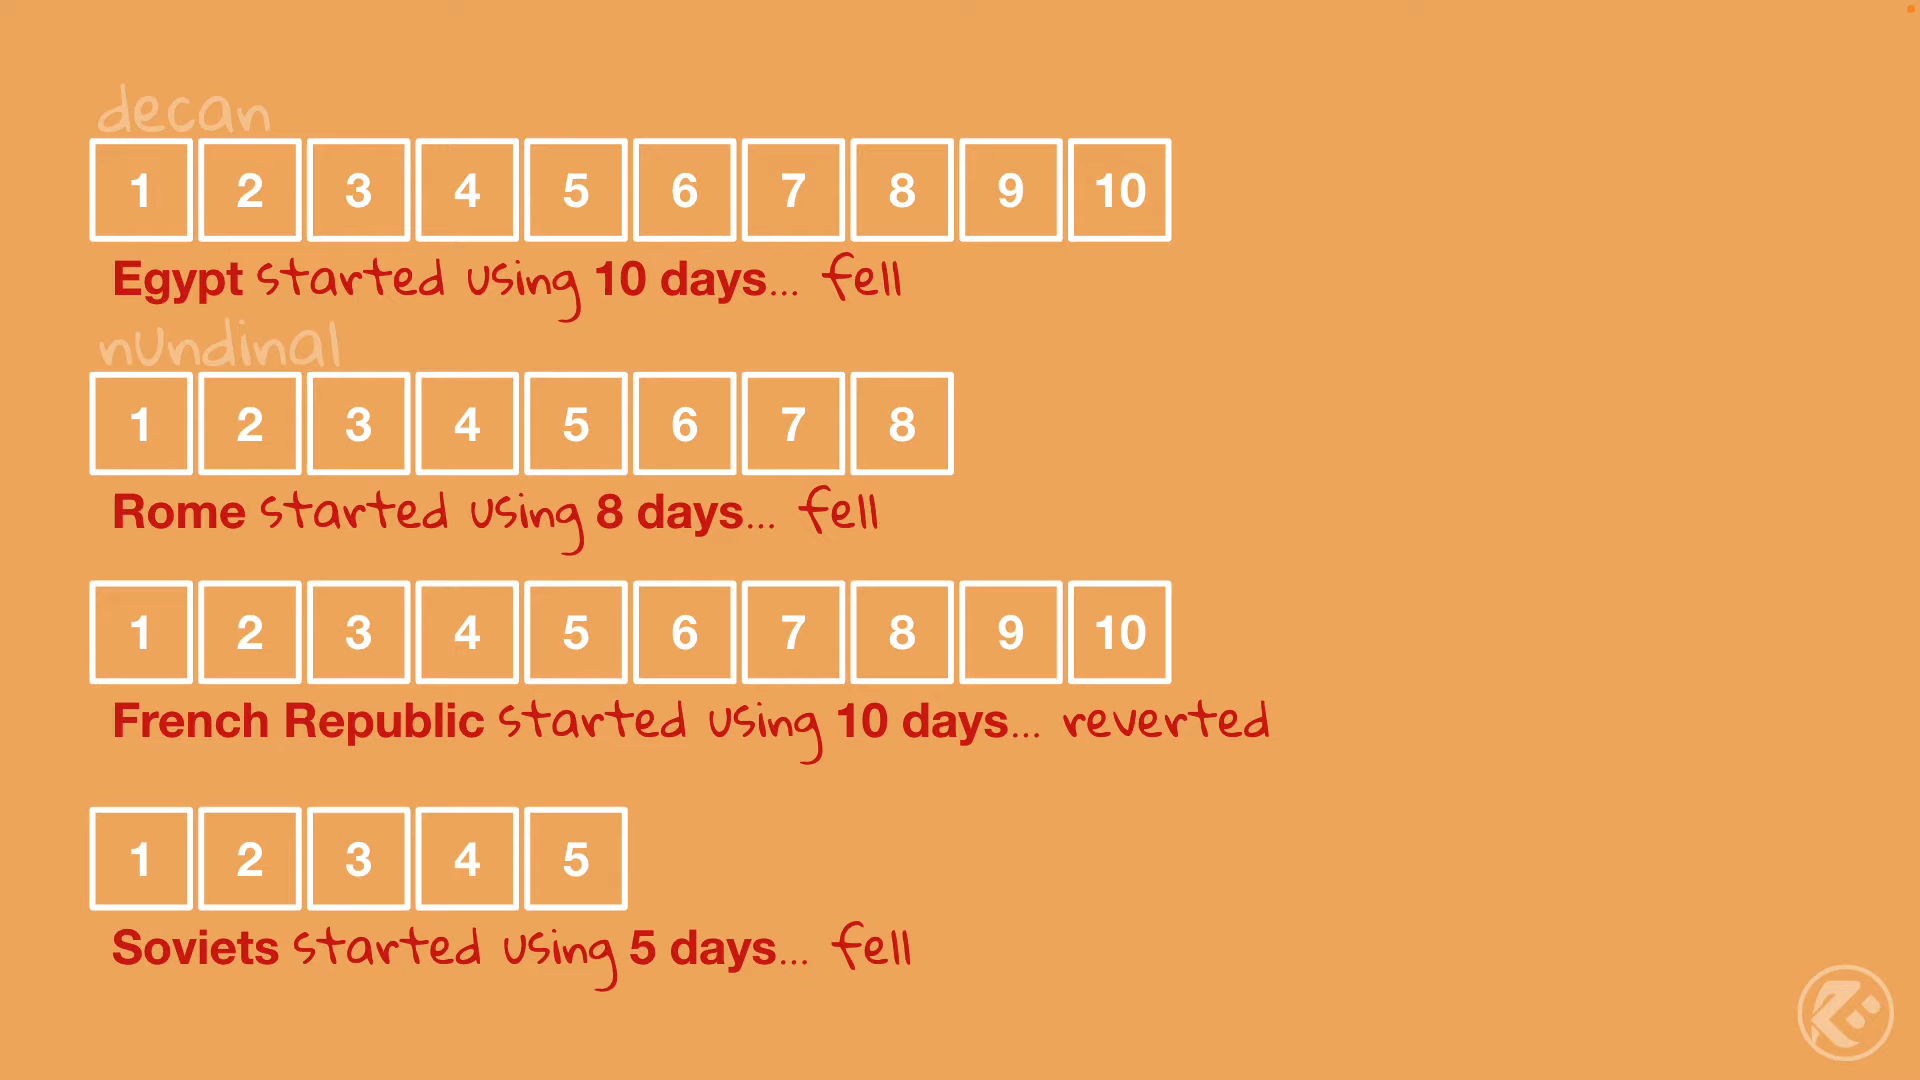 decan
1 2 3 4 5 6 7 8 9 10
Egypt started using 10 days... fell
nundinal
1 2 3 4 5 6 7 8
Rome started using 8 days... fell
1 2 3 4 5 6 7 8 9 10
French Republic started using 10 days... reverted
1 2 3 4 5
Soviets started using 5 days... fell